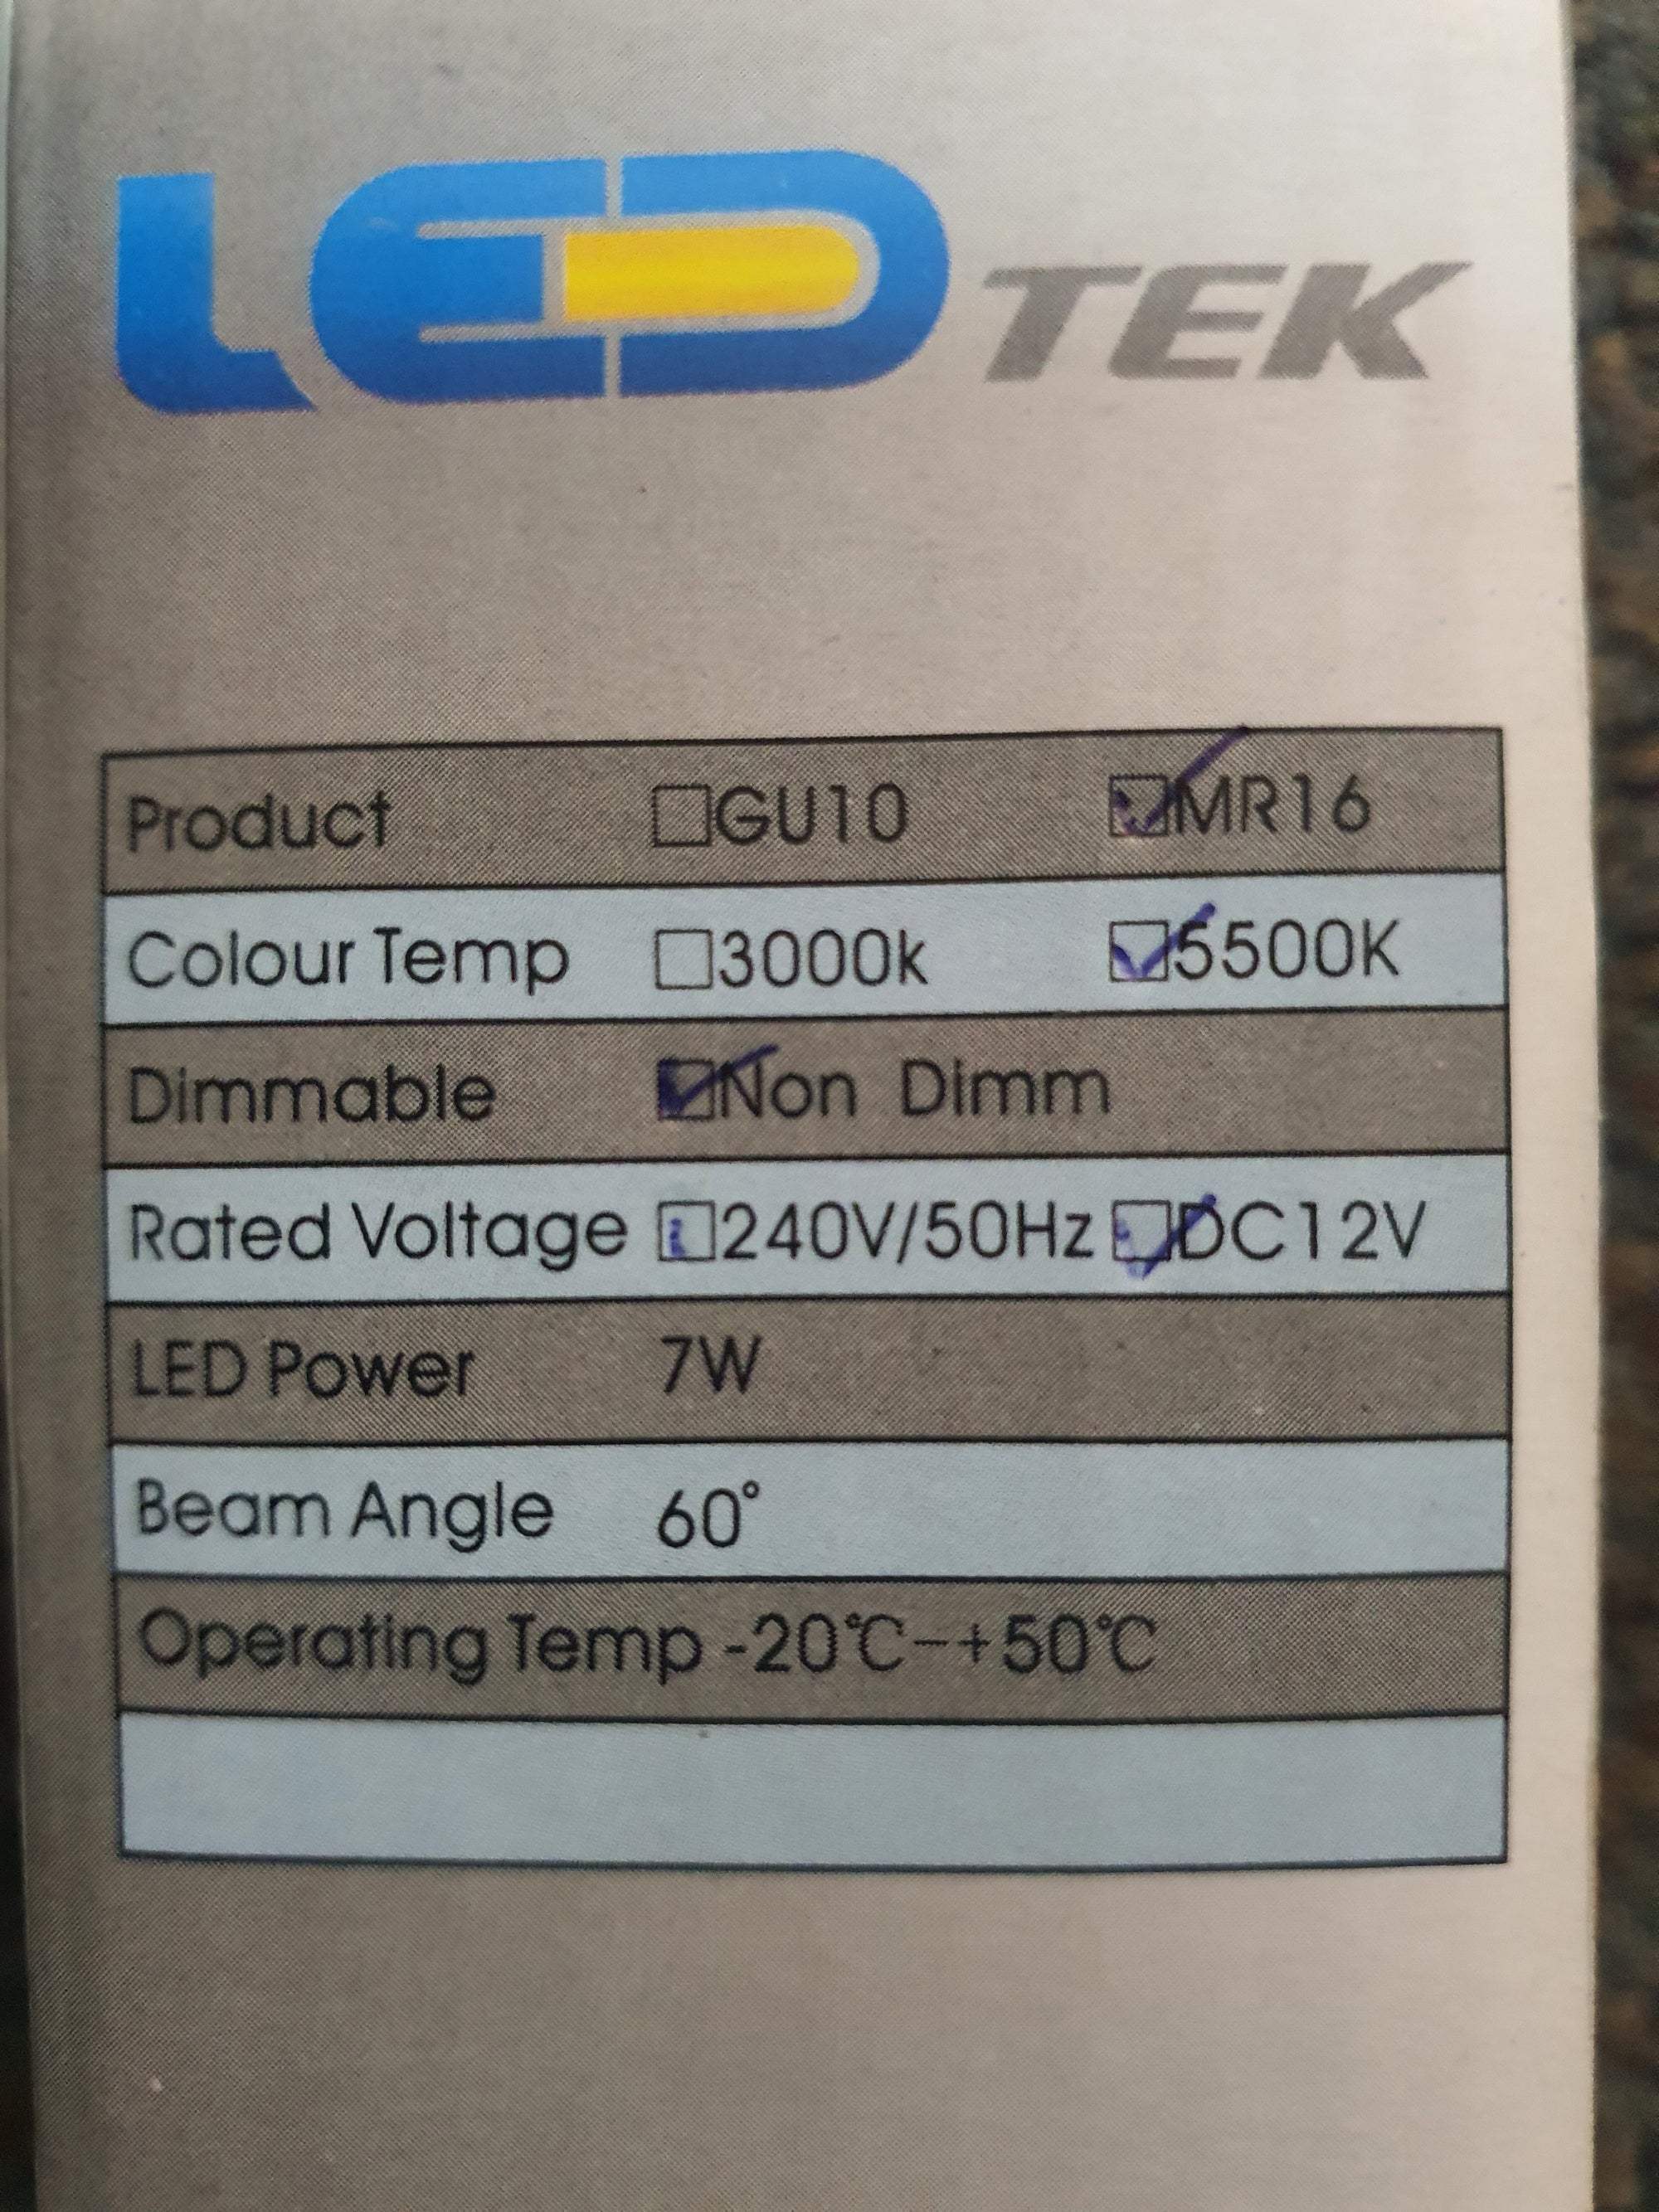 LED TEK
Product ☐GU10 ☑MR16
Colour Temp ☐3000k ☑5500K
Dimmable ☑Non Dimm
Rated Voltage ☐240V/50Hz ☑DC12V
LED Power 7W
Beam Angle 60°
Operating Temp -20℃-+50℃